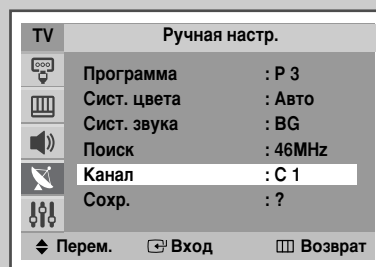 TV Ручная настр.
Программа : P 3
Сист. цвета : Авто
Сист. звука : BG
Поиск : 46MHz
Канал : C 1
Сохр. : ?
Перем. Вход Возврат